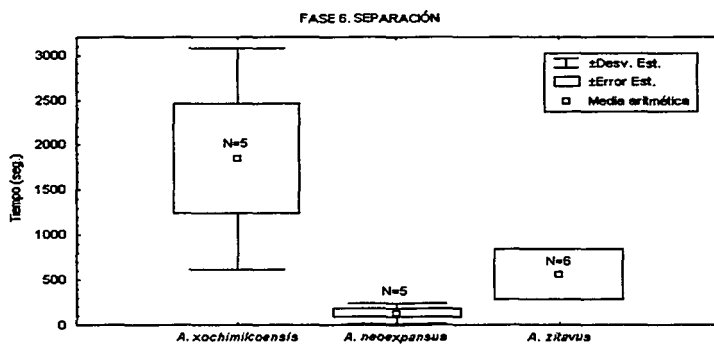 FASE 6. SEPARACIÓN
±Desv. Est.
±Error Est.
Media aritmética
Tiempo (seg.)
3000
2500
2000
1500
1000
500
0
N=5
N=5
N=6
A. xochimilcoensis
A. neoexpansus
A. zitavus